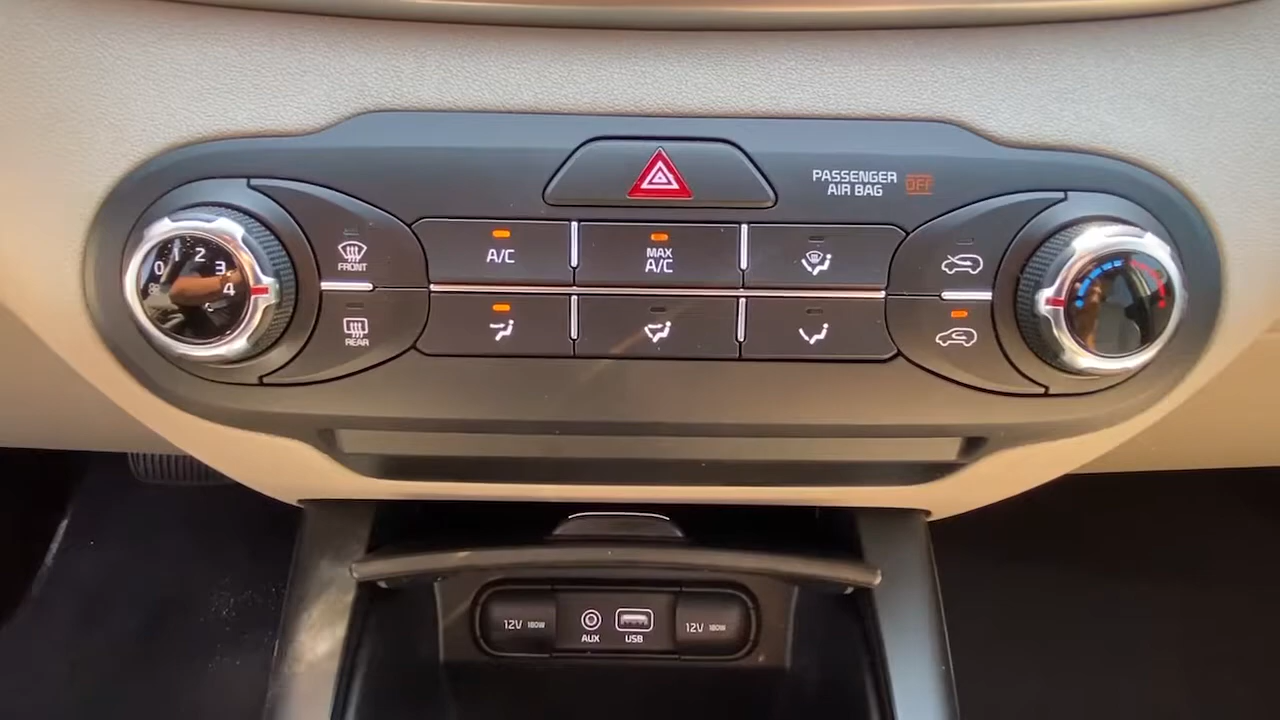 PASSENGER
AIR BAG OFF
0 1 2 3 4
FRONT
A/C
MAX
A/C
REAR
12V 180W
AUX
USB
12V 180W